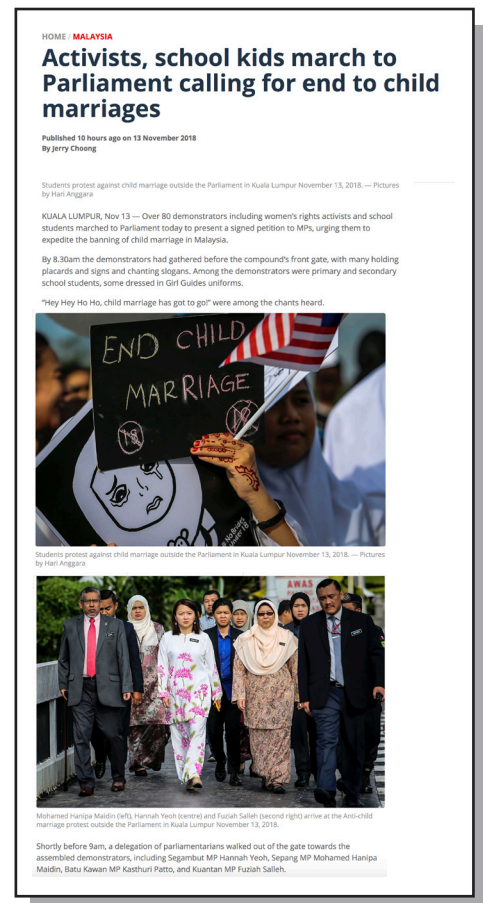 HOME / MALAYSIA
Activists, school kids march to
Parliament calling for end to child
marriages
Published 10 hours ago on 13 November 2018
By Jerry Choong
Students protest against child marriage outside the Parliament in Kuala Lumpur November 13, 2018. — Pictures
by Hari Anggara
KUALA LUMPUR, Nov 13 — Over 80 demonstrators including women's rights activists and school
students marched to Parliament today to present a signed petition to MPs, urging them to
expedite the banning of child marriage in Malaysia.
By 8.30am the demonstrators had gathered before the compound's front gate, with many holding
placards and signs and chanting slogans. Among the demonstrators were primary and secondary
school students, some dressed in Girl Guides uniforms.
"Hey Hey Ho Ho, child marriage has got to go!" were among the chants heard.
END CHILD
MARRIAGE
18
18
No Brides
Under 18
Students protest against child marriage outside the Parliament in Kuala Lumpur November 13, 2018. — Pictures
by Hari Anggara
AWAS
Mohamed Hanipa Maidin (left), Hannah Yeoh (centre) and Fuziah Salleh (second right) arrive at the Anti-child
marriage protest outside the Parliament in Kuala Lumpur November 13, 2018.
Shortly before 9am, a delegation of parliamentarians walked out of the gate towards the
assembled demonstrators, including Segambut MP Hannah Yeoh, Sepang MP Mohamed Hanipa
Maidin, Batu Kawan MP Kasthuri Patto, and Kuantan MP Fuziah Salleh.